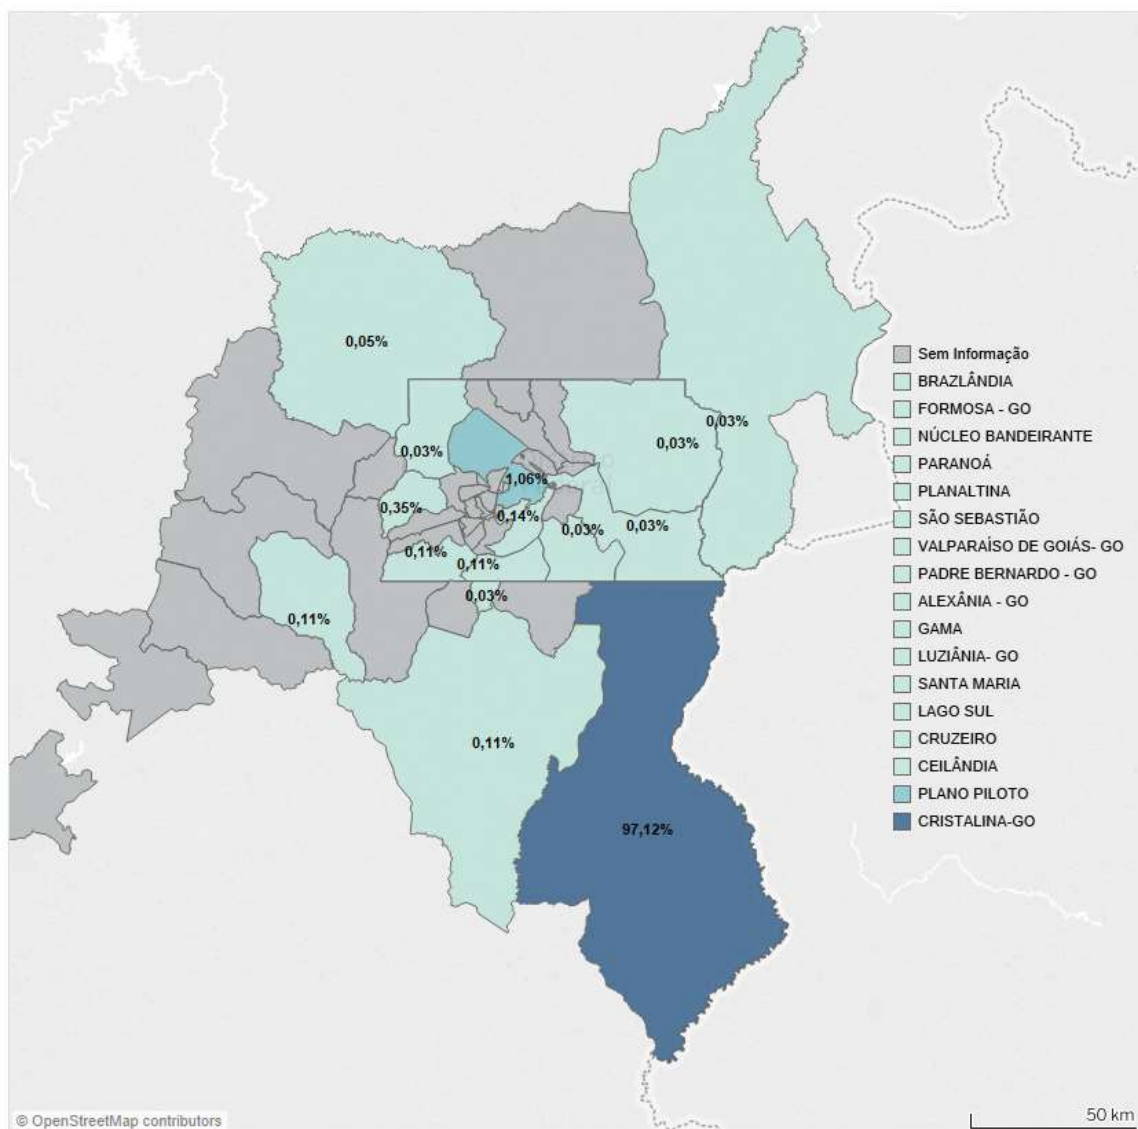 0,05%
0,03%
0,03%
0,03%
1,06%
0,35%
0,14%
0,03%
0,03%
0,11%
0,11%
0,03%
0,11%
0,11%
97,12%
Sem Informação
BRAZLÂNDIA
FORMOSA - GO
NÚCLEO BANDEIRANTE
PARANOÁ
PLANALTINA
SÃO SEBASTIÃO
VALPARAÍSO DE GOIÁS- GO
PADRE BERNARDO - GO
ALEXÂNIA - GO
GAMA
LUZIÂNIA- GO
SANTA MARIA
LAGO SUL
CRUZEIRO
CEILÂNDIA
PLANO PILOTO
CRISTALINA-GO
© OpenStreetMap contributors
50 km